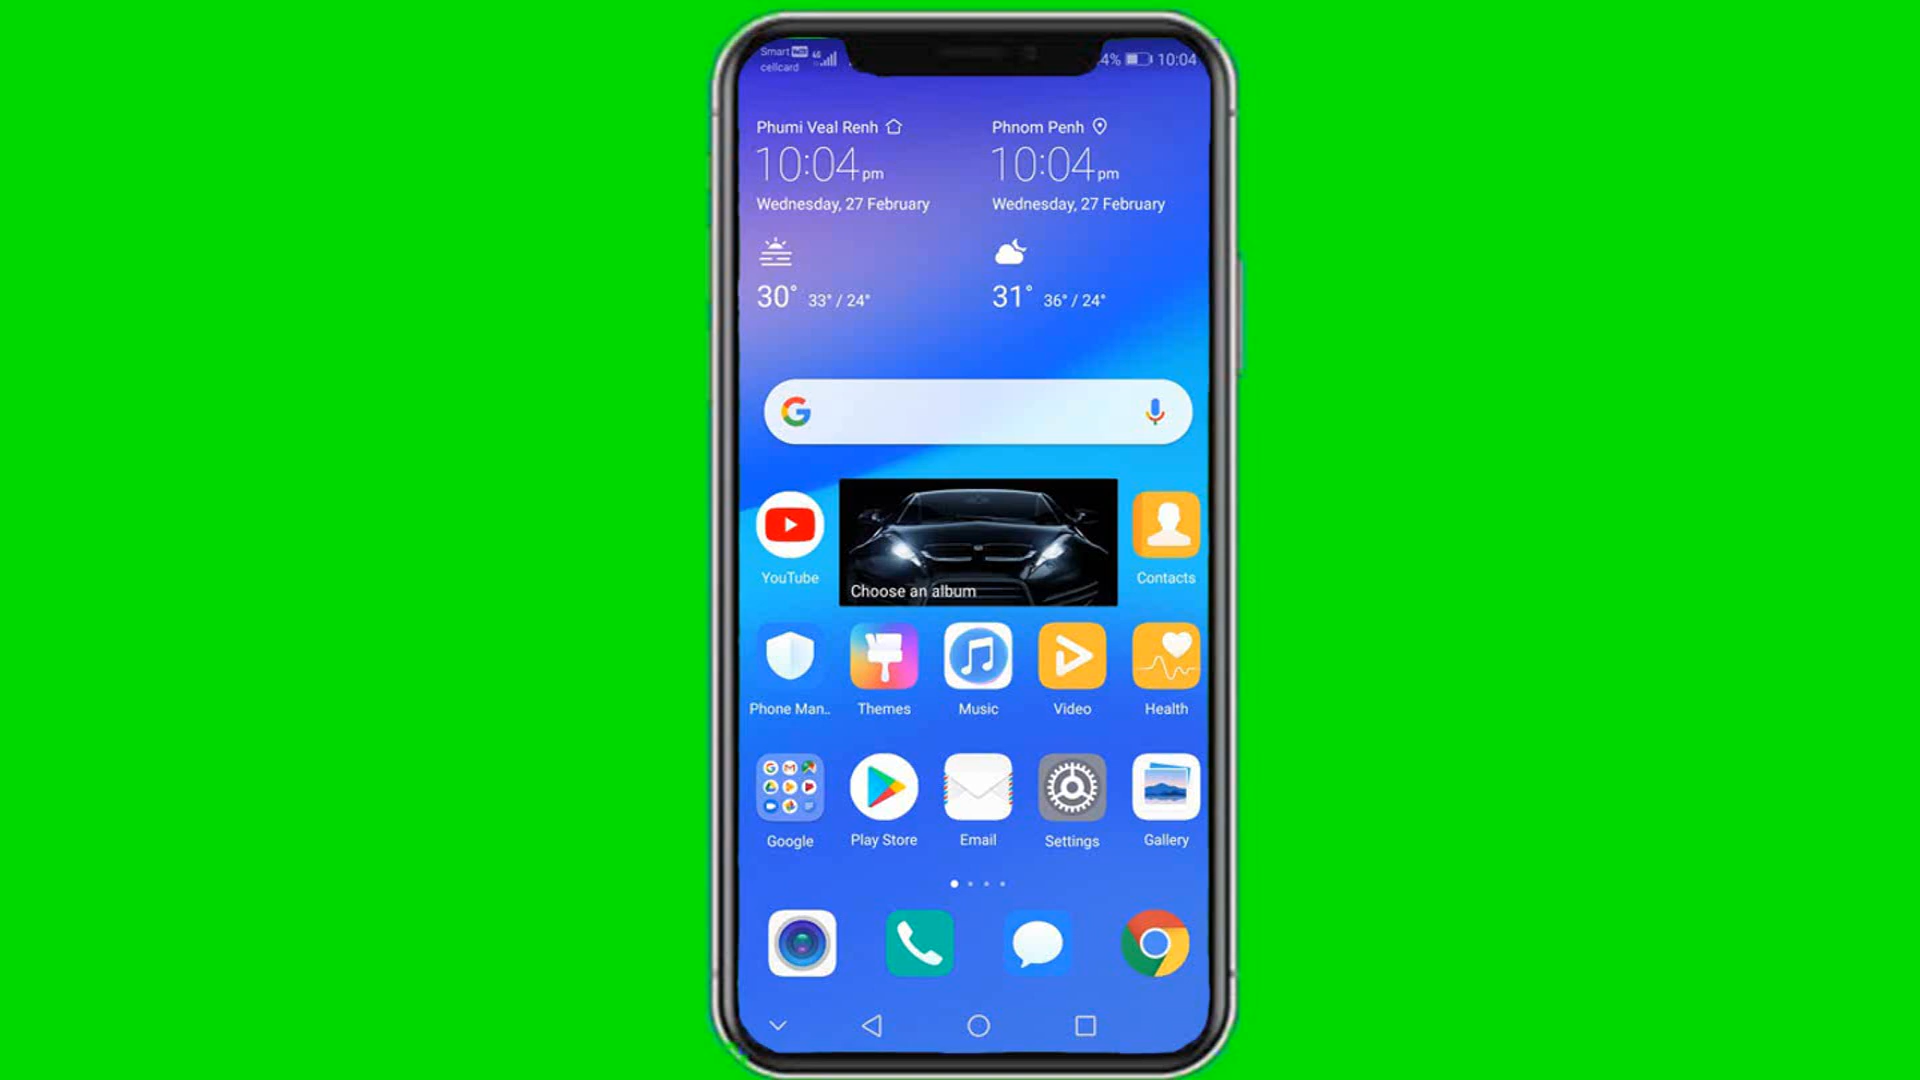 Smart
cellcard
4% 10:04
Phumi Veal Renh
10:04 pm
Wednesday, 27 February
30° 33° / 24°
Phnom Penh
10:04 pm
Wednesday, 27 February
31° 36° / 24°
YouTube
Choose an album
Contacts
Phone Man..
Themes
Music
Video
Health
Google
Play Store
Email
Settings
Gallery